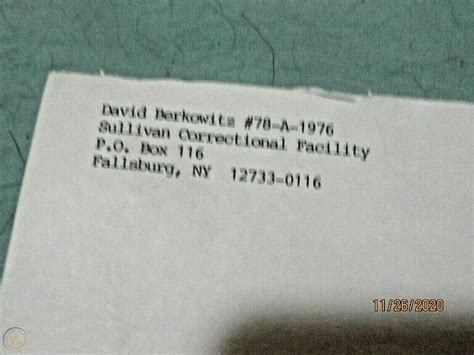 David Berkowitz #78-A-1976
Sullivan Correctional Facility
P.O. Box 116
Fallsburg, NY 12733-0116
11/26/2020